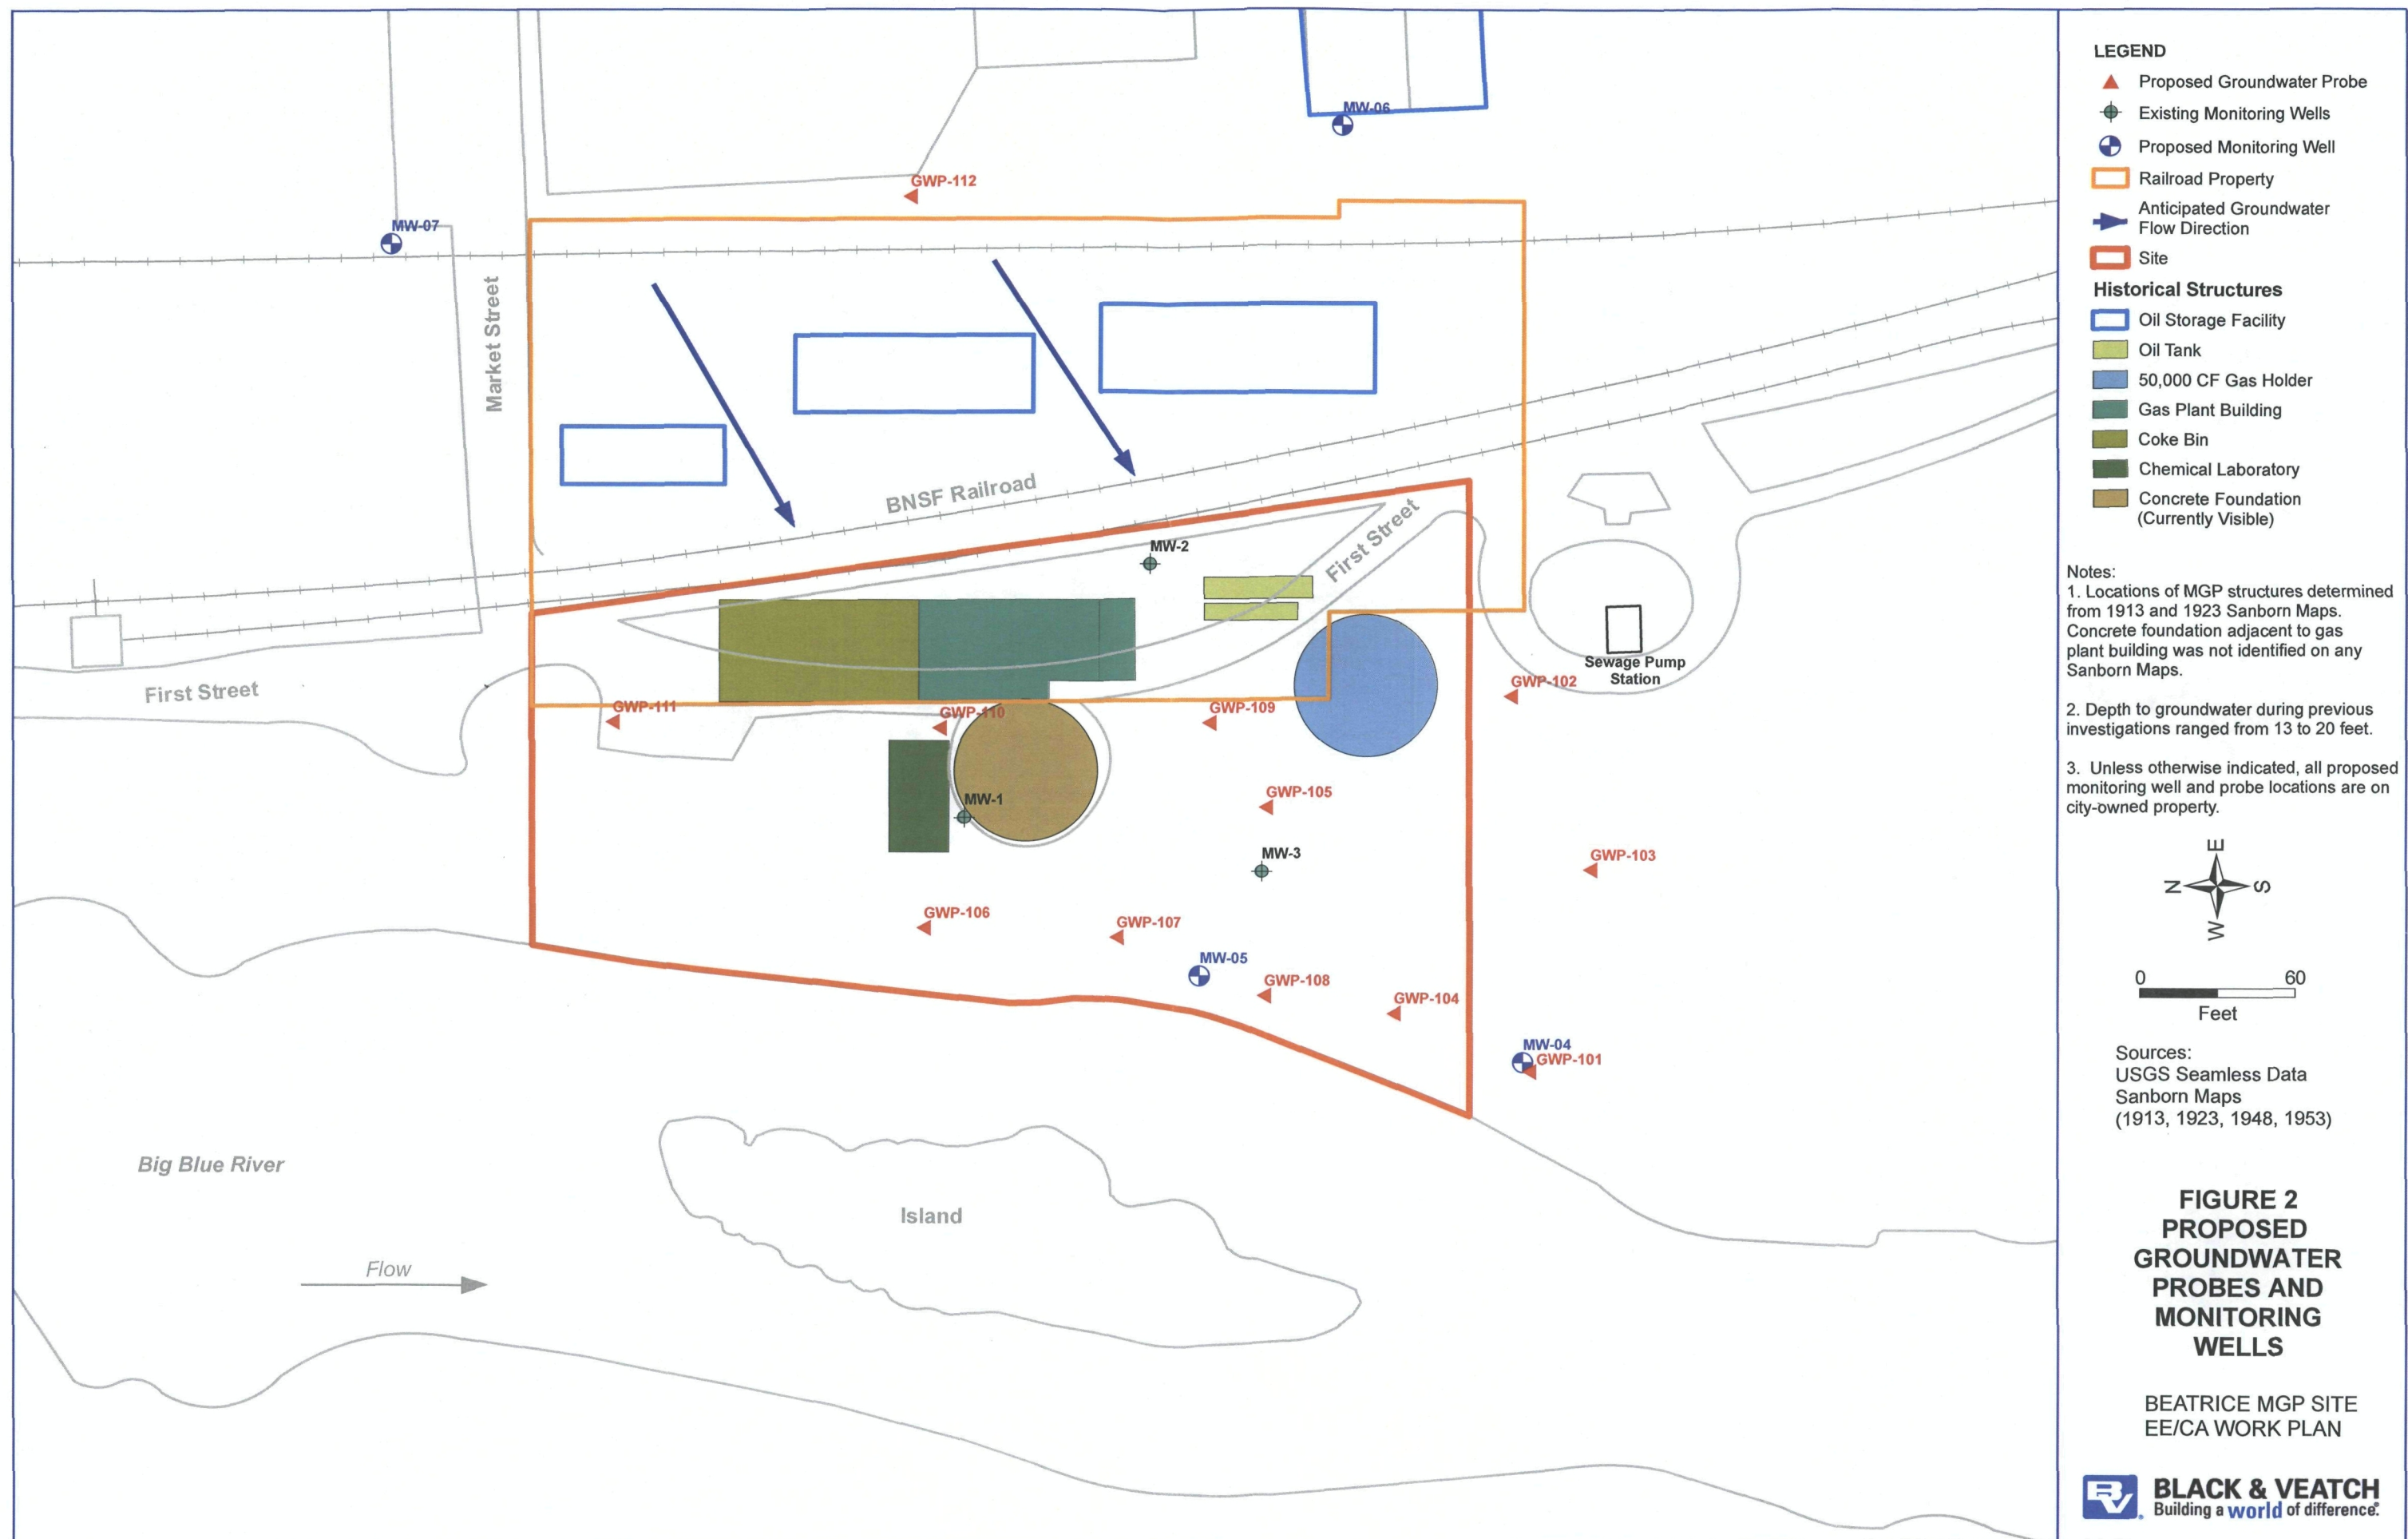 MW-06
GWP-112
MW-07
Market Street
BNSF Railroad
First Street
MW-2
Sewage Pump
Station
First Street
GWP-111
GWP-110
GWP-109
GWP-102
MW-1
GWP-105
MW-3
GWP-103
GWP-106
GWP-107
MW-05
GWP-108
GWP-104
MW-04
GWP-101
Big Blue River
Island
Flow
LEGEND
Proposed Groundwater Probe
Existing Monitoring Wells
Proposed Monitoring Well
Railroad Property
Anticipated Groundwater
Flow Direction
Site
Historical Structures
Oil Storage Facility
Oil Tank
50,000 CF Gas Holder
Gas Plant Building
Coke Bin
Chemical Laboratory
Concrete Foundation
(Currently Visible)
Notes:
1. Locations of MGP structures determined
from 1913 and 1923 Sanborn Maps.
Concrete foundation adjacent to gas
plant building was not identified on any
Sanborn Maps.
2. Depth to groundwater during previous
investigations ranged from 13 to 20 feet.
3. Unless otherwise indicated, all proposed
monitoring well and probe locations are on
city-owned property.
E
N S
W
0 60
Feet
Sources:
USGS Seamless Data
Sanborn Maps
(1913, 1923, 1948, 1953)
FIGURE 2
PROPOSED
GROUNDWATER
PROBES AND
MONITORING
WELLS
BEATRICE MGP SITE
EE/CA WORK PLAN
BV
BLACK & VEATCH
Building a world of difference.